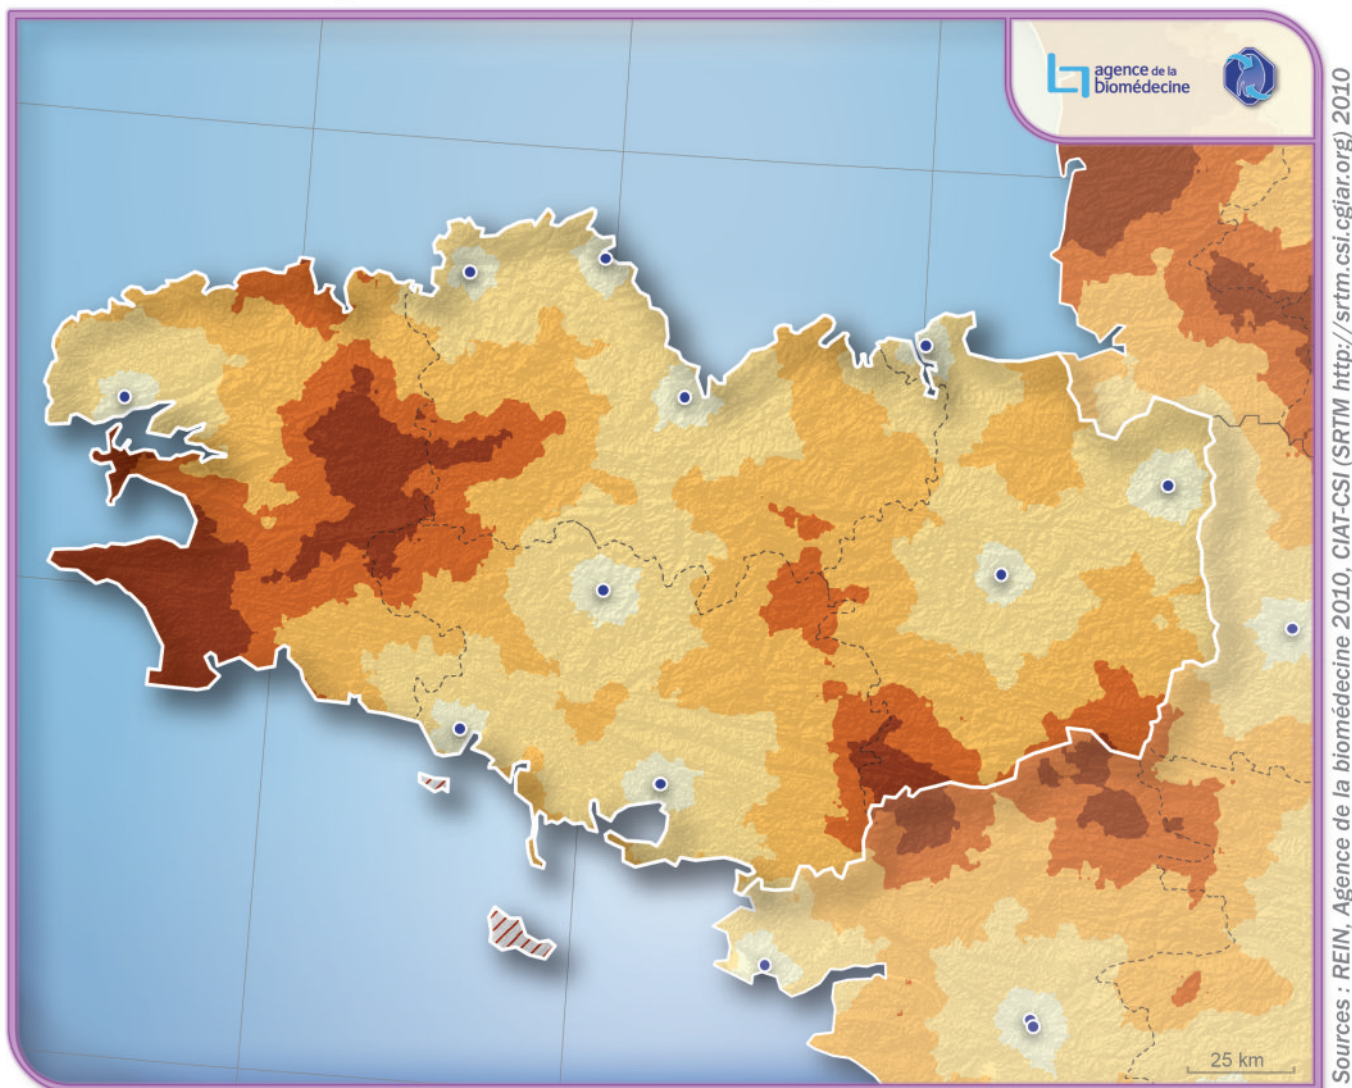 agence de la
biomédecine
Sources : REIN, Agence de la biomédecine 2010, CIAT-CSI (SRTM http://srtm.csi.cgiar.org) 2010
25 km